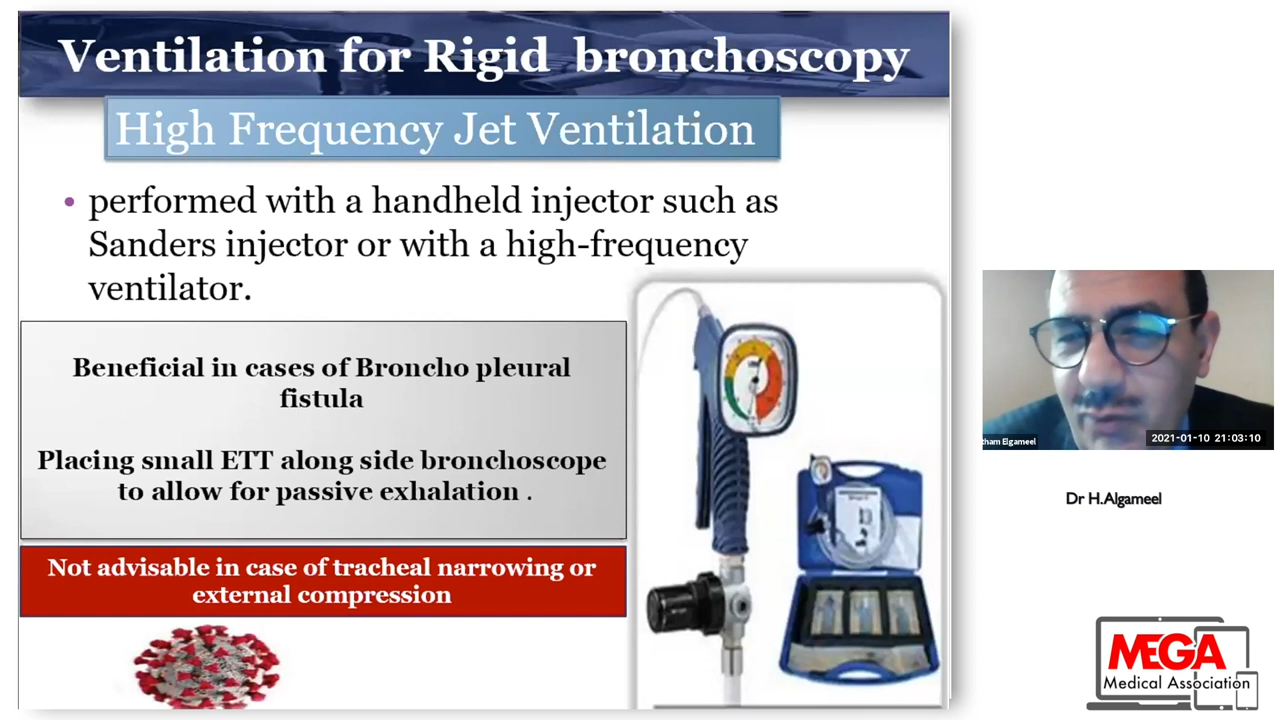 Ventilation for Rigid bronchoscopy
High Frequency Jet Ventilation
• performed with a handheld injector such as
Sanders injector or with a high-frequency
ventilator.
Beneficial in cases of Broncho pleural
fistula
Placing small ETT along side bronchoscope
to allow for passive exhalation .
Not advisable in case of tracheal narrowing or
external compression
tham Elgameel
2021-01-10 21:03:10
Dr H.Algameel
MEGA
Medical Association